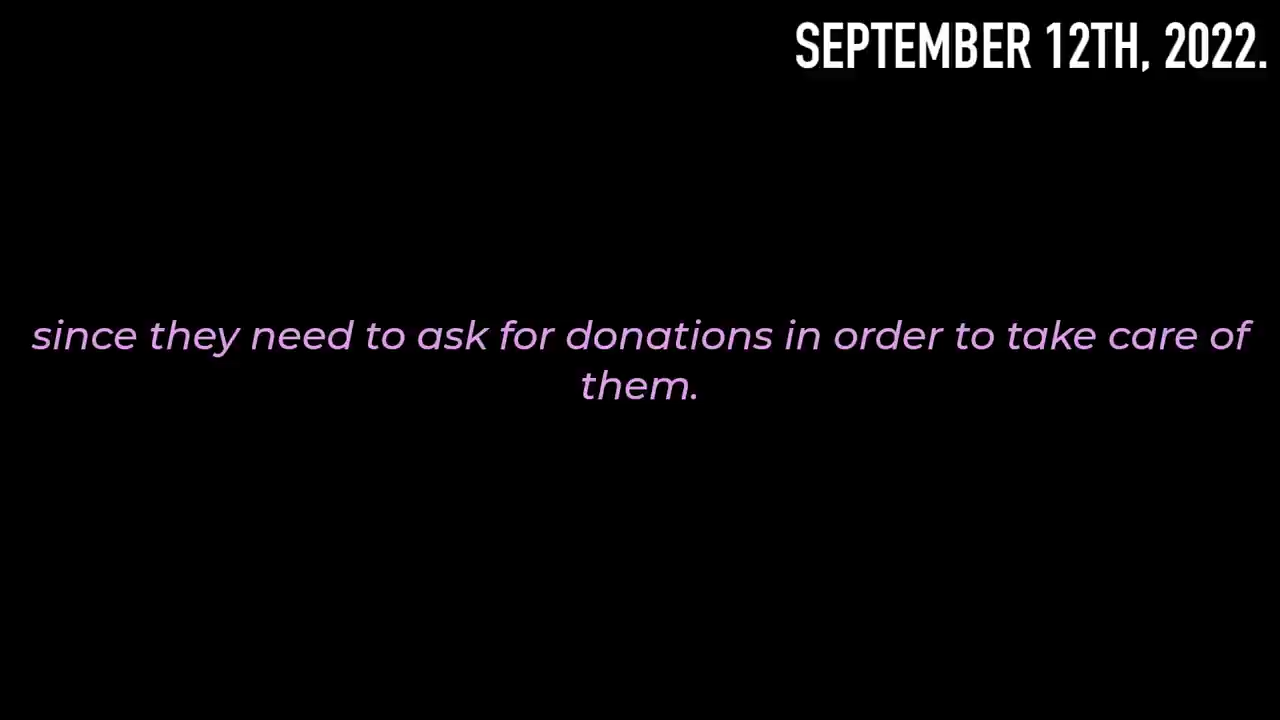 SEPTEMBER 12TH, 2022.
since they need to ask for donations in order to take care of
them.